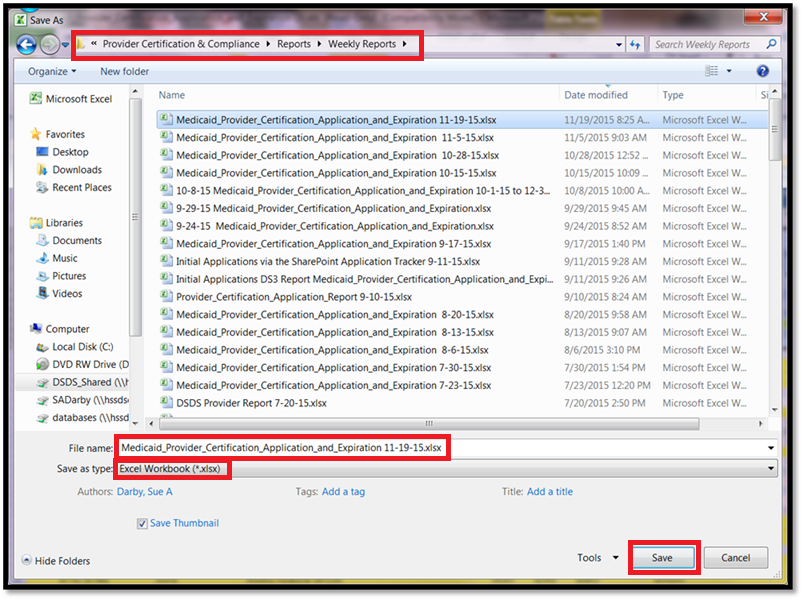 Save As
« Provider Certification & Compliance ▸ Reports ▸ Weekly Reports ▸ Search Weekly Reports
Organize New folder
Microsoft Excel
Favorites
Desktop
Downloads
Recent Places
Libraries
Documents
Music
Pictures
Videos
Computer
Local Disk (C:)
DVD RW Drive (D
DSDS_Shared (\\h
SADarby (\\hssds
databases (\\hssd
Name Date modified Type Si
Medicaid_Provider_Certification_Application_and_Expiration 11-19-15.xlsx 11/19/2015 8:25 A... Microsoft Excel W...
Medicaid_Provider_Certification_Application_and_Expiration 11-5-15.xlsx 11/5/2015 9:03 AM Microsoft Excel W...
Medicaid_Provider_Certification_Application_and_Expiration 10-28-15.xlsx 10/28/2015 12:52 ... Microsoft Excel W...
Medicaid_Provider_Certification_Application_and_Expiration 10-15-15.xlsx 10/15/2015 10:09 ... Microsoft Excel W...
10-8-15 Medicaid_Provider_Certification_Application_and_Expiration 10-1-15 to 12-3... 10/8/2015 10:00 A... Microsoft Excel W...
9-29-15 Medicaid_Provider_Certification_Application_and_Expiration.xlsx 9/29/2015 9:45 AM Microsoft Excel W...
9-24-15 Medicaid_Provider_Certification_Application_and_Expiration.xlsx 9/24/2015 8:52 AM Microsoft Excel W...
Medicaid_Provider_Certification_Application_and_Expiration 9-17-15.xlsx 9/17/2015 1:40 PM Microsoft Excel W...
Initial Applications via the SharePoint Application Tracker 9-11-15.xlsx 9/11/2015 9:28 AM Microsoft Excel W...
Initial Applications DS3 Report Medicaid_Provider_Certification_Application_and_Expi... 9/11/2015 9:26 AM Microsoft Excel W...
Provider_Certification_Application_Report 9-10-15.xlsx 9/10/2015 8:24 AM Microsoft Excel W...
Medicaid_Provider_Certification_Application_and_Expiration 8-20-15.xlsx 8/20/2015 9:58 AM Microsoft Excel W...
Medicaid_Provider_Certification_Application_and_Expiration 8-13-15.xlsx 8/13/2015 9:07 AM Microsoft Excel W...
Medicaid_Provider_Certification_Application_and_Expiration 8-6-15.xlsx 8/6/2015 3:10 PM Microsoft Excel W...
Medicaid_Provider_Certification_Application_and_Expiration 7-30-15.xlsx 7/30/2015 1:54 PM Microsoft Excel W...
Medicaid_Provider_Certification_Application_and_Expiration 7-23-15.xlsx 7/23/2015 12:20 PM Microsoft Excel W...
DSDS Provider Report 7-20-15.xlsx 7/20/2015 2:50 PM Microsoft Excel W...
File name: Medicaid_Provider_Certification_Application_and_Expiration 11-19-15.xlsx
Save as type: Excel Workbook (*.xlsx)
Authors: Darby, Sue A Tags: Add a tag Title: Add a title
Save Thumbnail
Hide Folders Tools Save Cancel